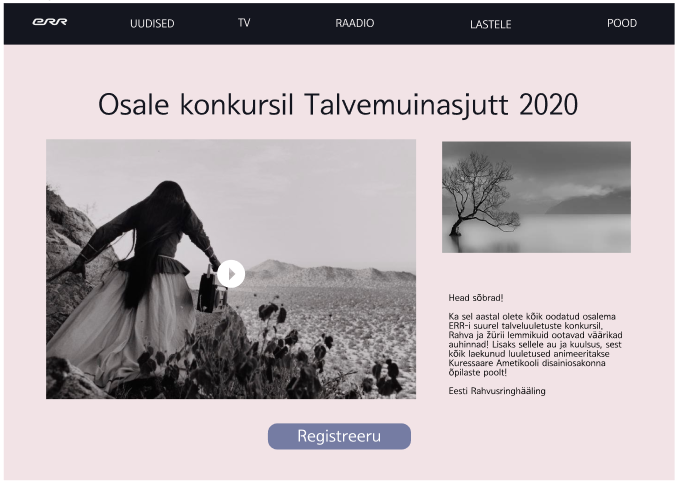 err UUDISED TV RAADIO LASTELE POOD
Osale konkursil Talvemuinasjutt 2020
Head sõbrad!
Ka sel aastal olete kõik oodatud osalema
ERR-i suurel talveluuletuste konkursil,
Rahva ja žürii lemmikuid ootavad väärikad
auhinnad! Lisaks sellele au ja kuulsus, sest
kõik laekunud luuletused animeeritakse
Kuressaare Ametikooli disainiosakonna
õpilaste poolt!
Eesti Rahvusringhääling
Registreeru